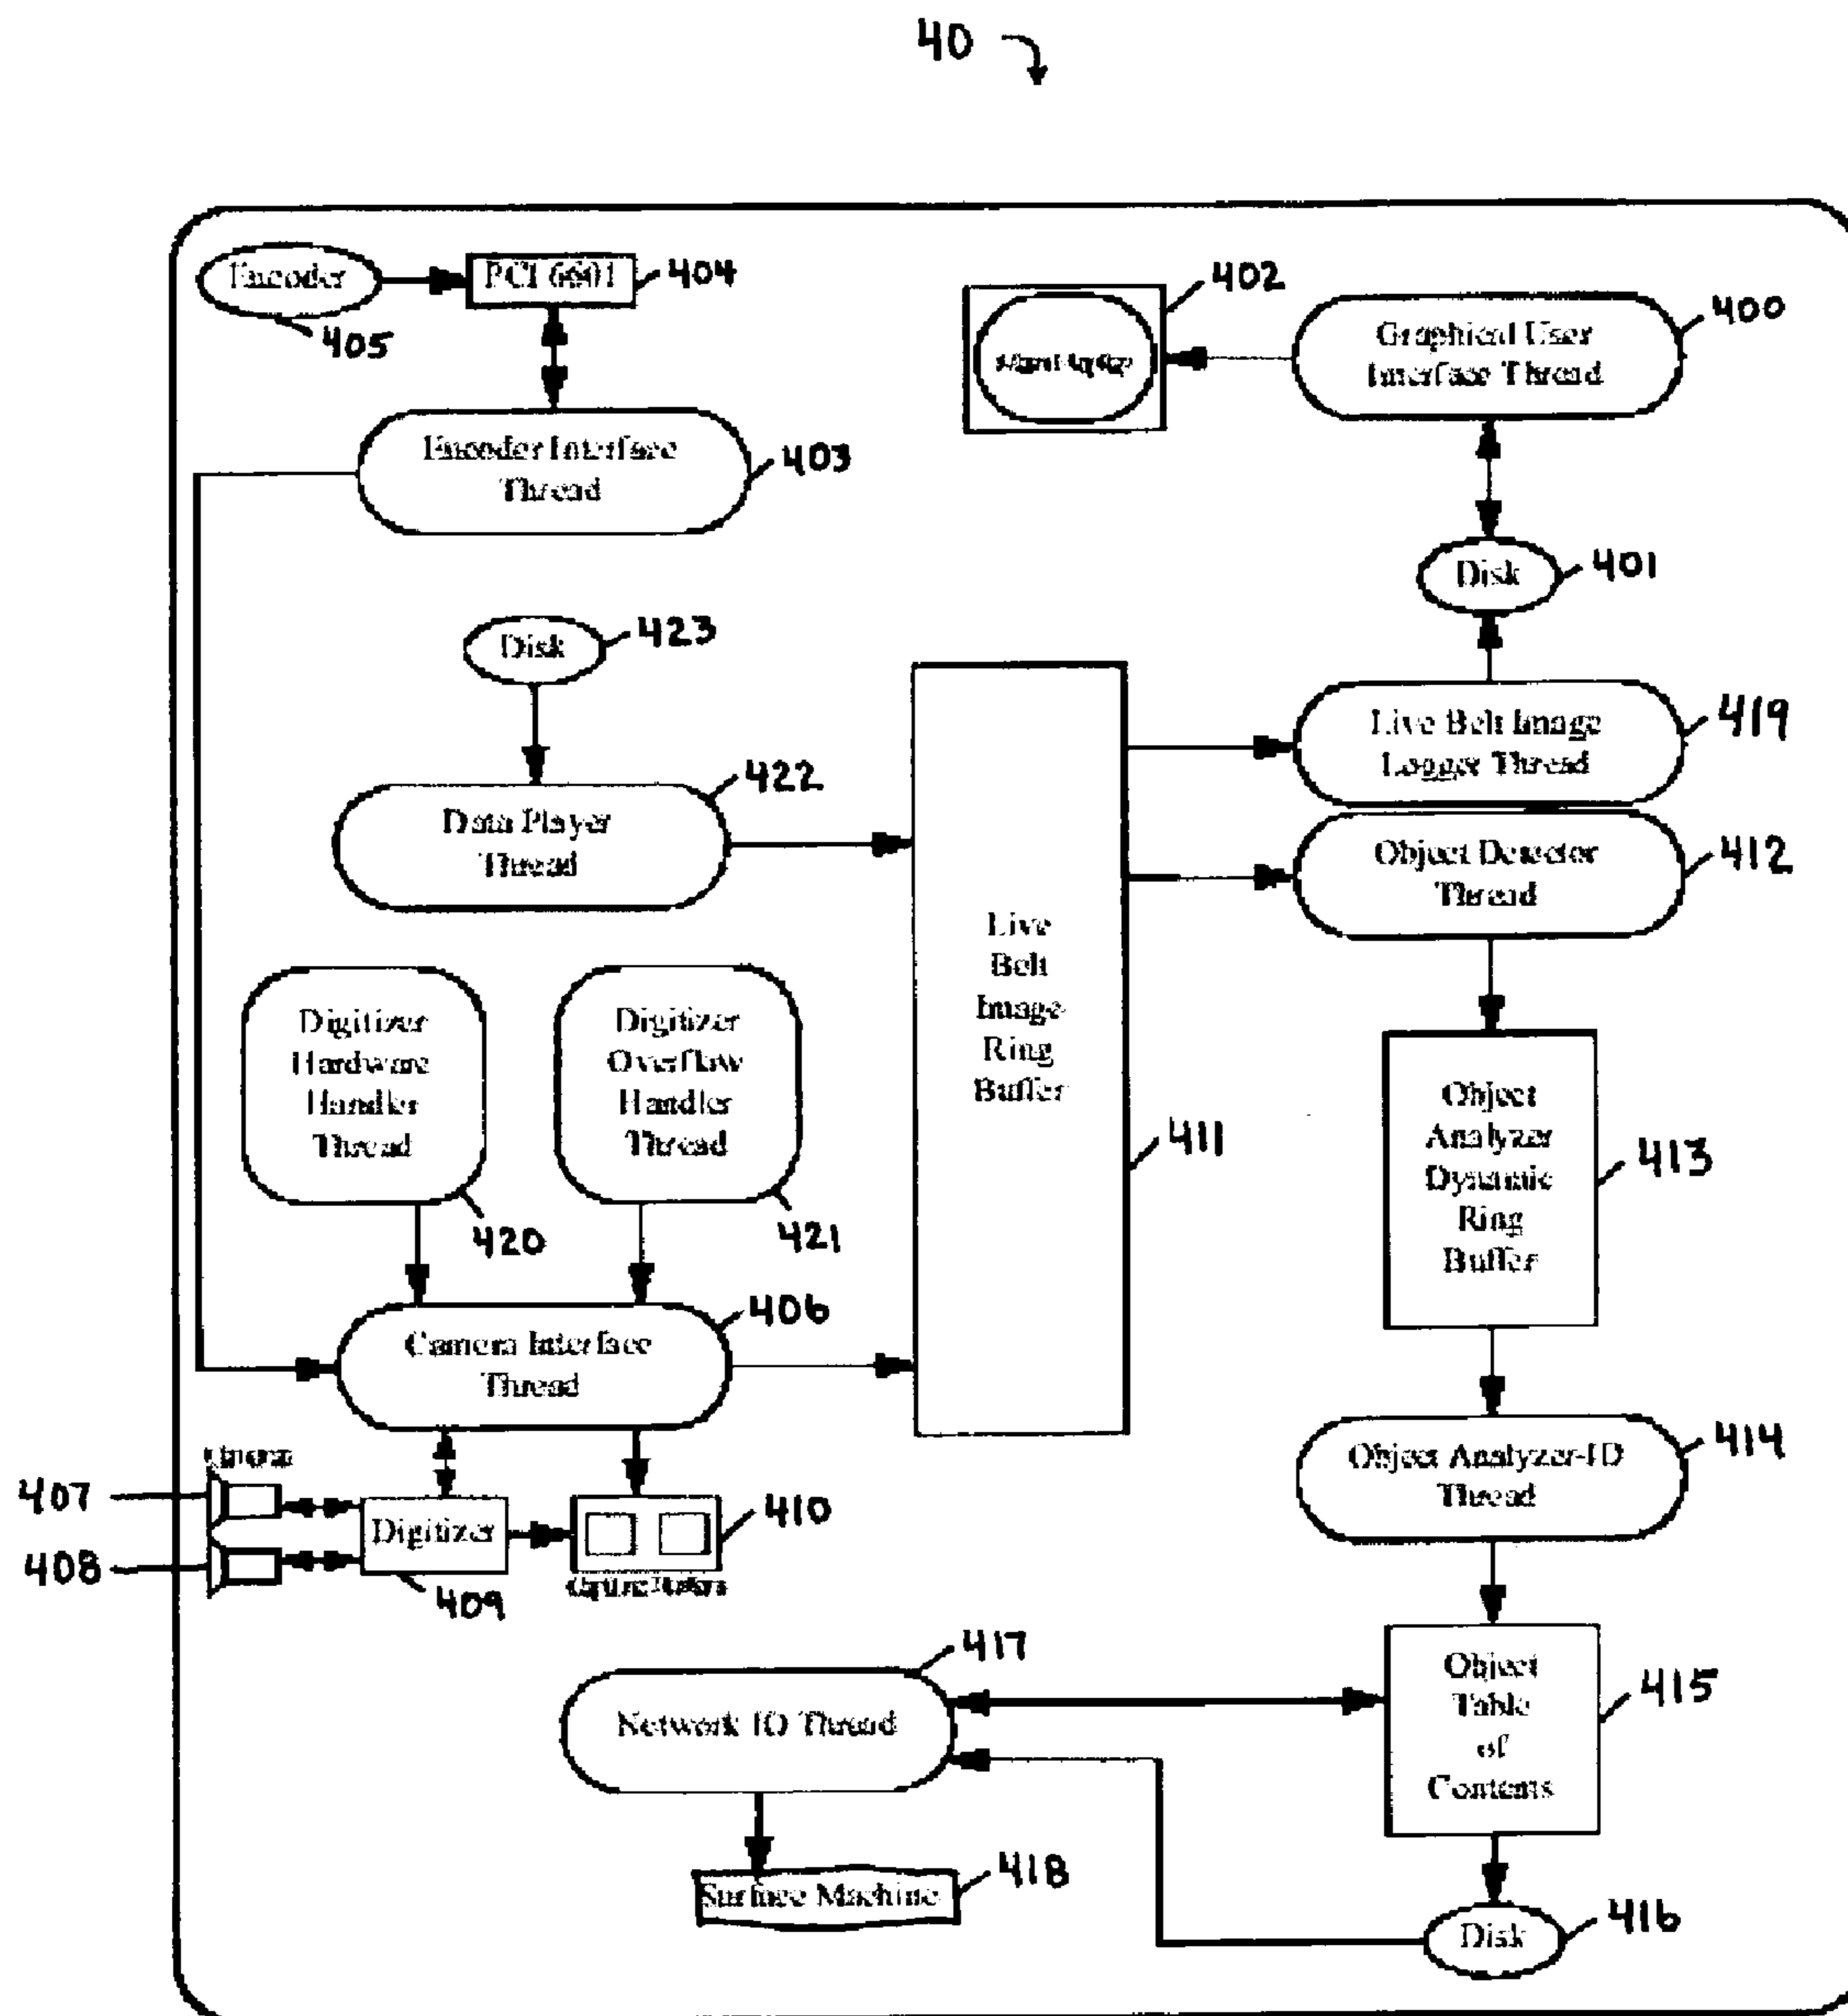 40
Encoder
405
PCI 6601
404
402
Graphical User
Interface Thread
400
Encoder Interface
Thread
403
Disk
401
Disk
423
Live Belt Image
Logger Thread
419
Data Player
Thread
422
Object Detector
Thread
412
Live
Belt
Image
Ring
Buffer
411
Digitizer
Hardware
Handler
Thread
420
Digitizer
Overflow
Handler
Thread
421
Object
Analyzer
Dynamic
Ring
Buffer
413
Camera Interface
Thread
406
Object Analyzer-ID
Thread
414
407
408
Digitizer
409
410
417
Network IO Thread
Object
Table
of
Contents
415
Surface Machine
418
Disk
416